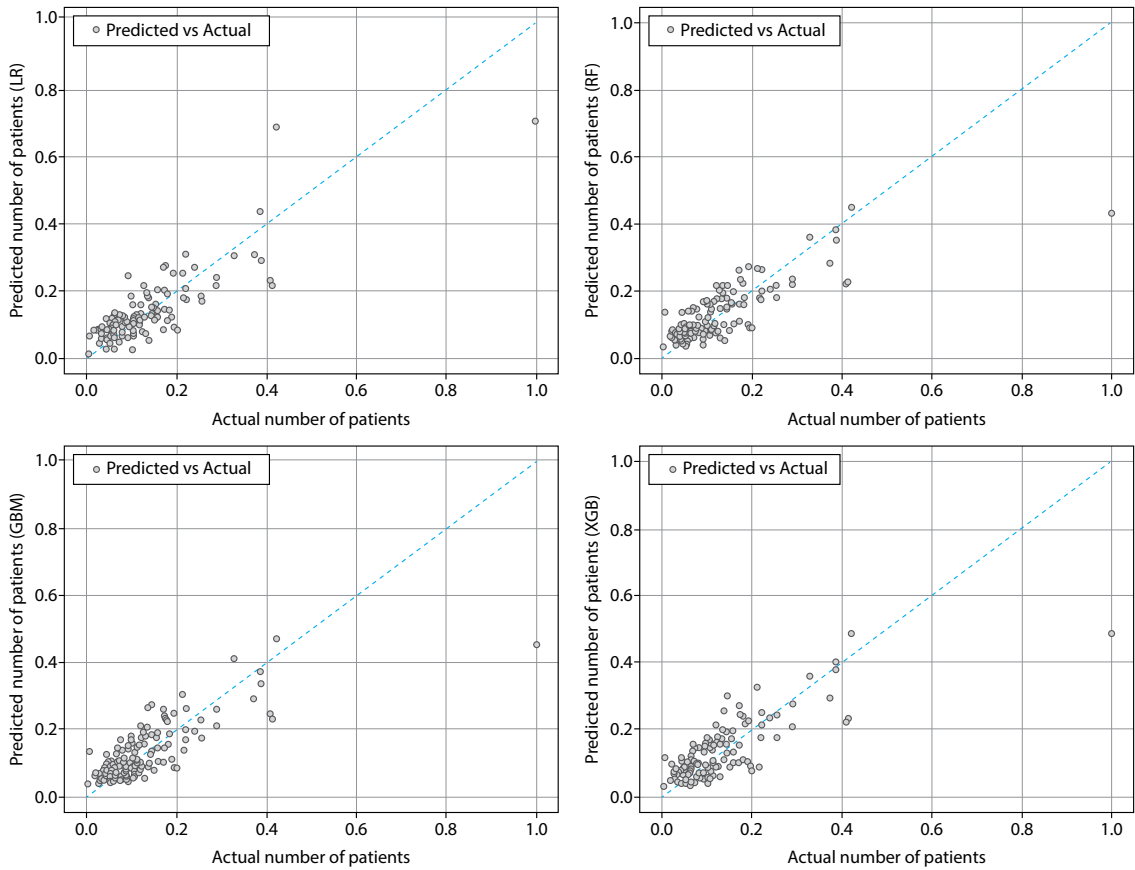 Predicted vs Actual
Predicted number of patients (LR)
1.0
0.8
0.6
0.4
0.2
0.0
0.0 0.2 0.4 0.6 0.8 1.0
Actual number of patients
Predicted vs Actual
Predicted number of patients (RF)
1.0
0.8
0.6
0.4
0.2
0.0
0.0 0.2 0.4 0.6 0.8 1.0
Actual number of patients
Predicted vs Actual
Predicted number of patients (GBM)
1.0
0.8
0.6
0.4
0.2
0.0
0.0 0.2 0.4 0.6 0.8 1.0
Actual number of patients
Predicted vs Actual
Predicted number of patients (XGB)
1.0
0.8
0.6
0.4
0.2
0.0
0.0 0.2 0.4 0.6 0.8 1.0
Actual number of patients